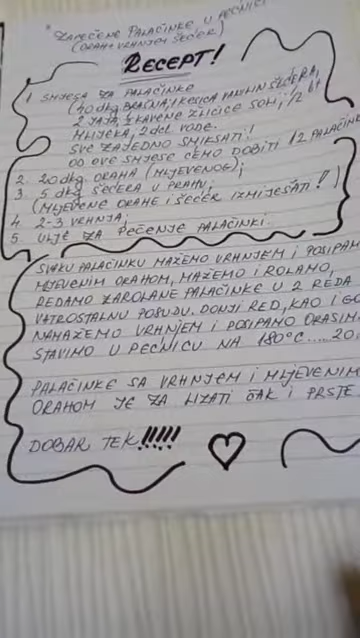 "ZAPEČENE PALAČINKE U PEĆNICI
(ORAH+VRHNJE+ŠEĆER)
RECEPT!
1. SMJESA ZA PALAČINKE
(40 dkg. BRAŠNA, 1 KESICA VANILIN ŠEĆERA,
2 JAJA, 2 KAVENE ŽLIČICE SOLI, 1/2 lit
MLIJEKA, 2 dcl. VODE.
SVE ZAJEDNO SMIKSATI!
OD OVE SMJESE ĆEMO DOBITI 12 PALAČIN
2. 20 dkg. ORAHA (MLJEVENOG);
3. 5 dkg ŠEĆERA U PRAHU;
(MLJEVENE ORAHE I ŠEĆER IZMIJEŠATI!!)
4. 2-3 VRHNJA;
5. ULJE ZA PEČENJE PALAČINKI.
SVAKU PALAČINKU MAŽEMO VRHNJEM I POSIPAM
MLJEVENIM ORAHOM, MAŽEMO I ROLAMO,
REDAMO ZAROLANE PALAČINKE U 2 REDA
VATROSTALNU POSUDU. DONJI RED, KAO I GO
NAMAŽEMO VRHNJEM I POSIPAMO ORASIM
STAVIMO U PEĆNICU NA 180°C.....20.
PALAČINKE SA VRHNJEM I MLJEVENIM
ORAHOM JE ZA LIZATI ČAK I PRSTE
DOBAR TEK!!!!!